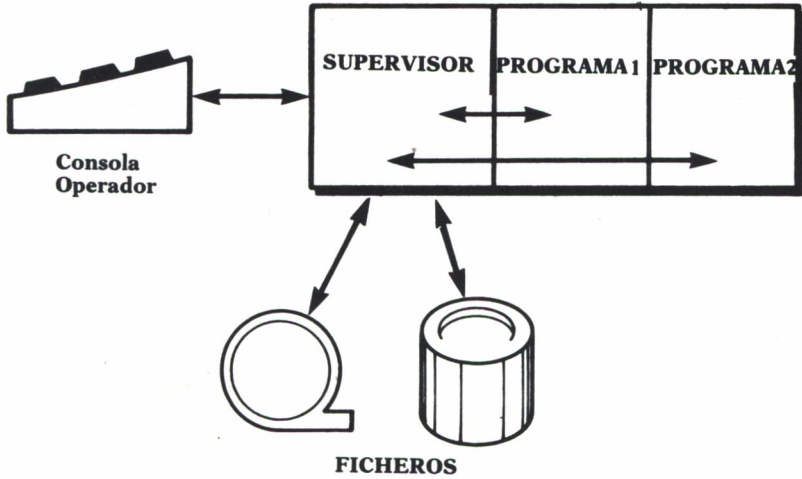 SUPERVISOR
PROGRAMA1
PROGRAMA2
Consola
Operador
FICHEROS